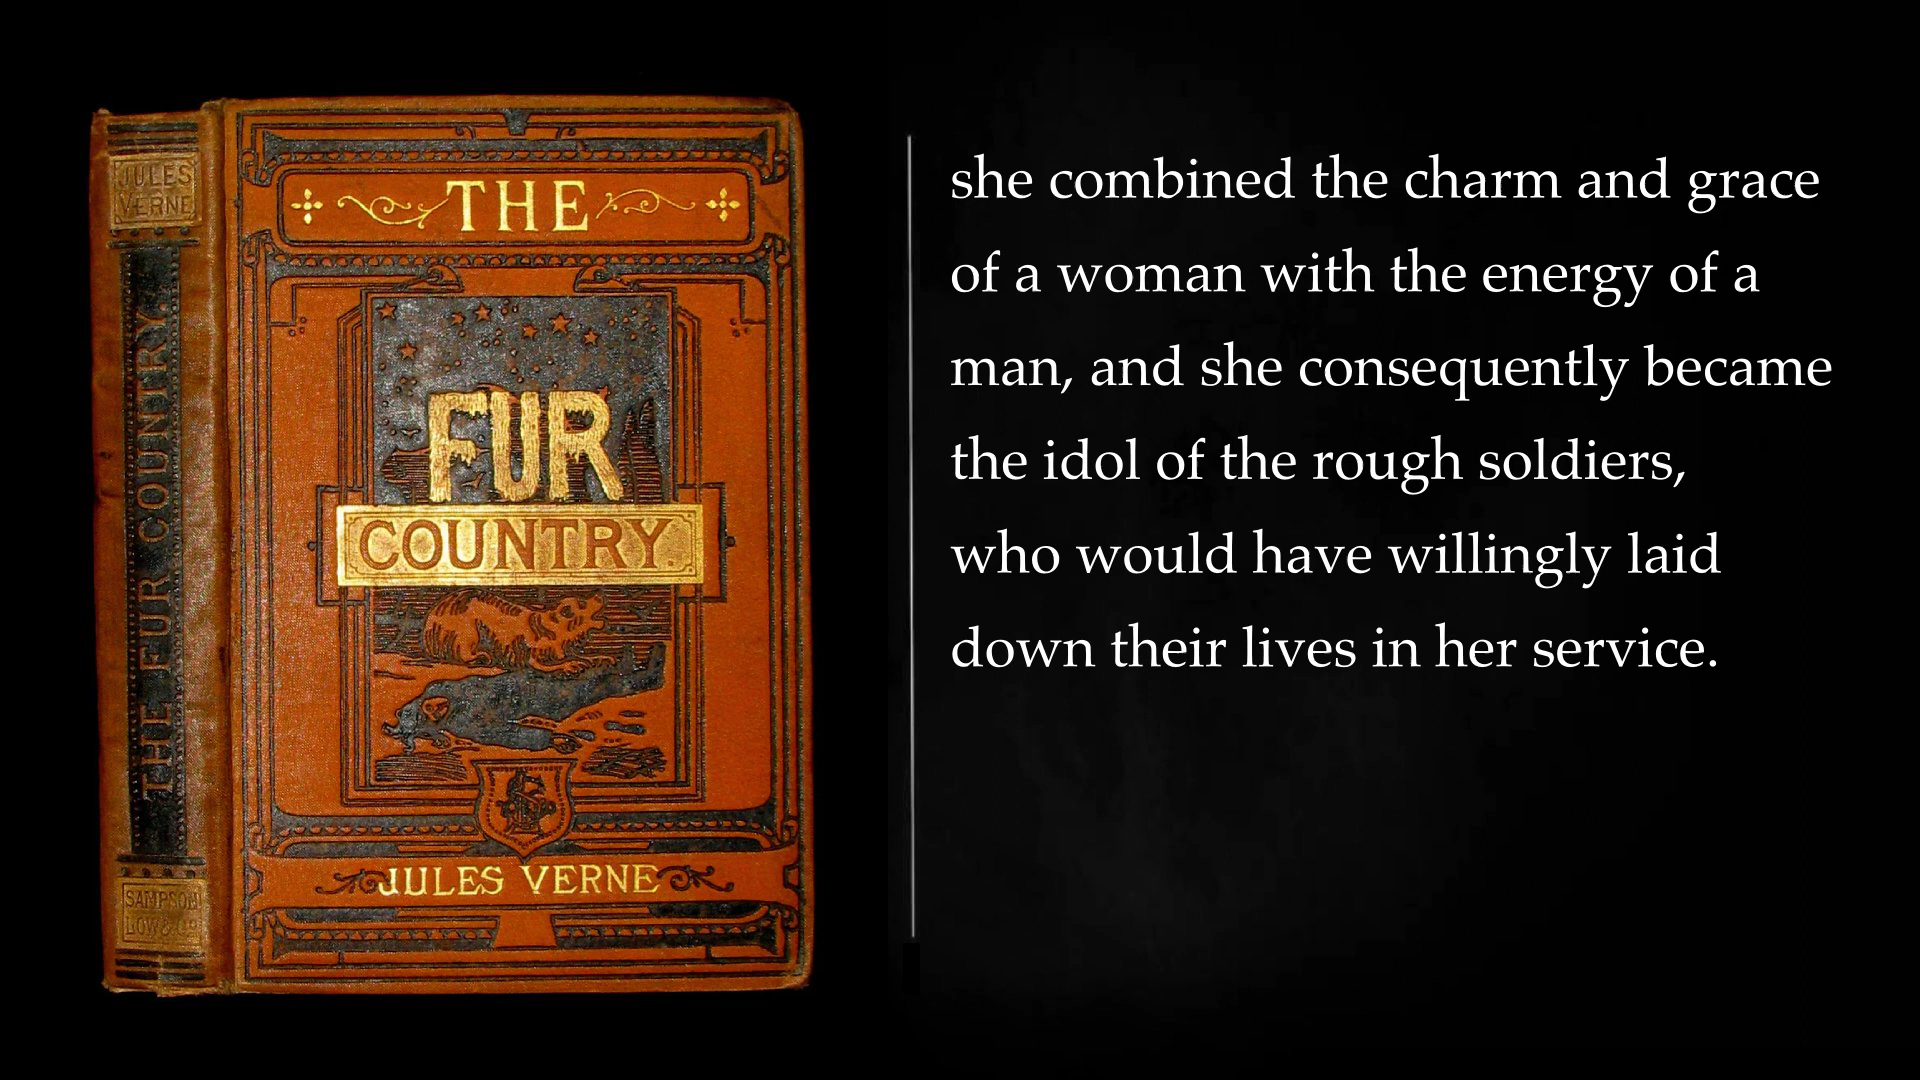 JULES
VERNE
THE FUR COUNTRY.
SAMPSON
LOW & Co
THE
FUR
COUNTRY.
JULES VERNE
she combined the charm and grace
of a woman with the energy of a
man, and she consequently became
the idol of the rough soldiers,
who would have willingly laid
down their lives in her service.